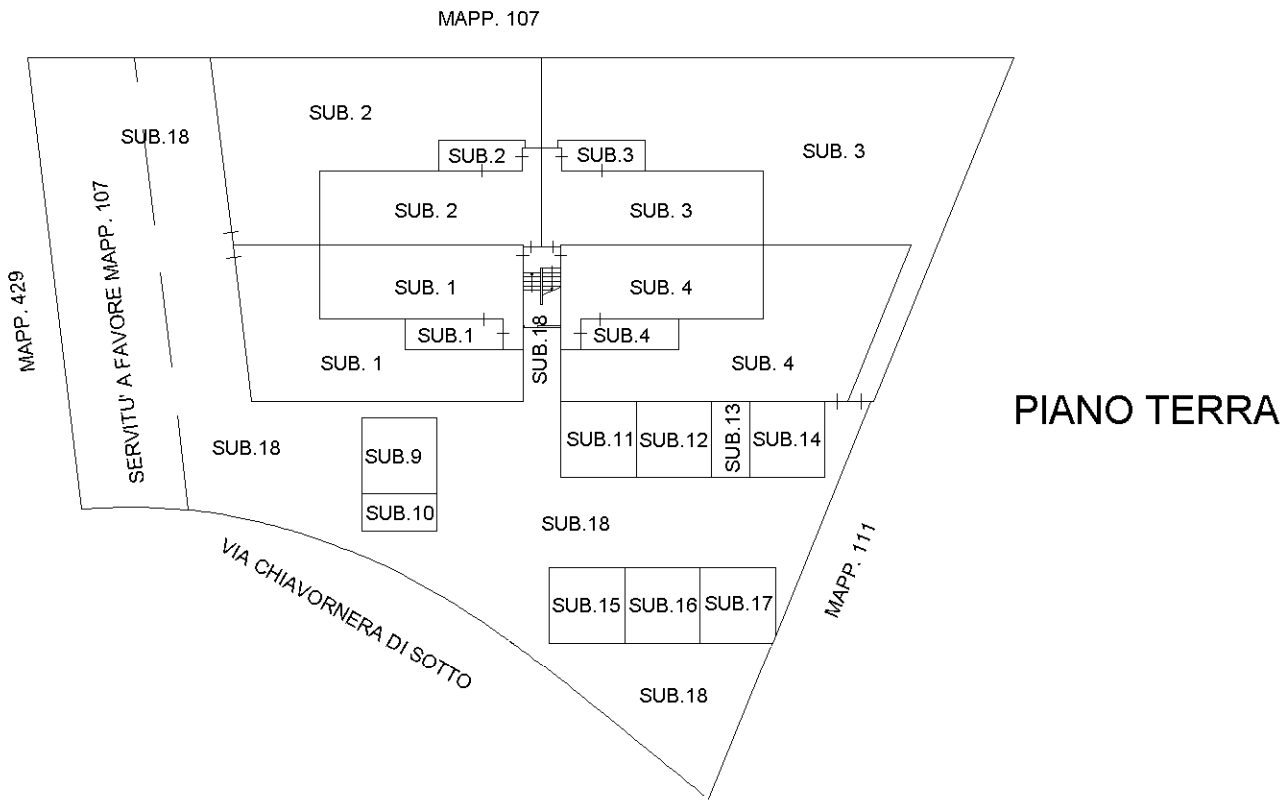 MAPP. 107
SUB. 2
SUB.18
SUB.2
SUB.3
SUB. 3
SUB. 2
SUB. 3
SERVITU' A FAVORE MAPP. 107
MAPP. 429
SUB. 1
SUB. 4
SUB.1
SUB.18
SUB.4
SUB. 1
SUB. 4
PIANO TERRA
SUB.18
SUB.9
SUB.11
SUB.12
SUB.13
SUB.14
SUB.10
SUB.18
MAPP. 111
VIA CHIAVORNERA DI SOTTO
SUB.15
SUB.16
SUB.17
SUB.18